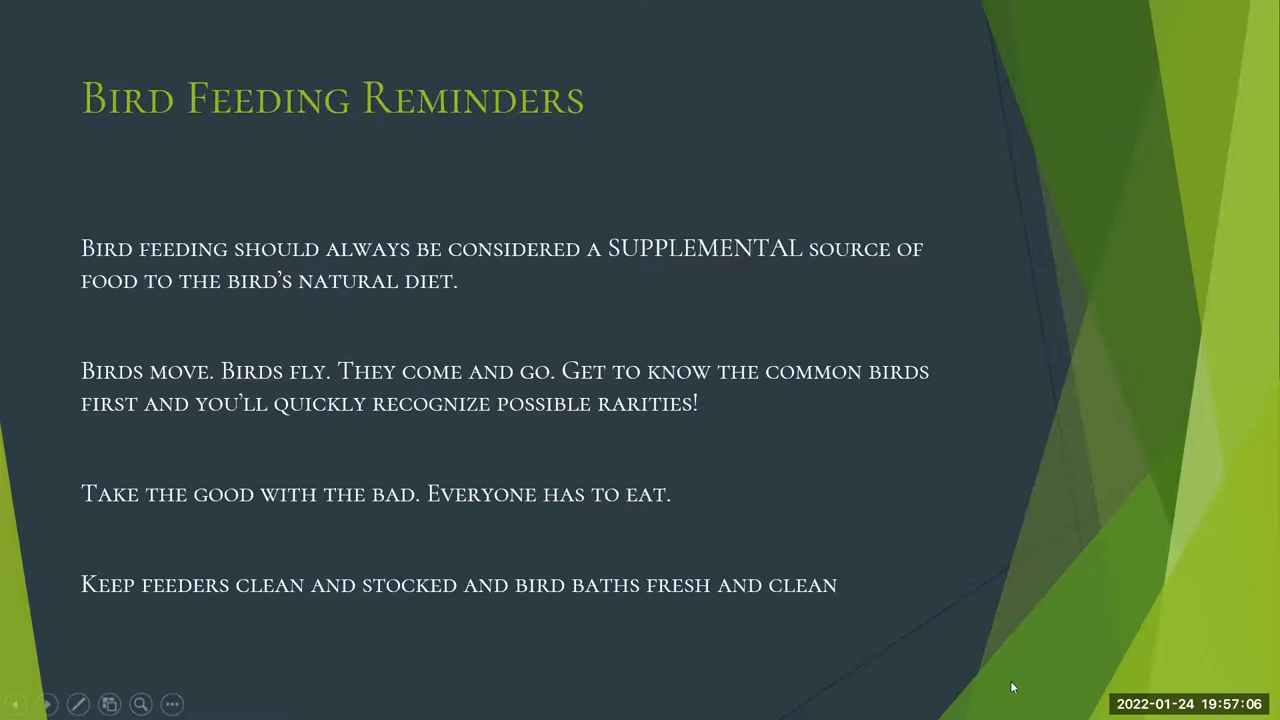 Bird Feeding Reminders
Bird feeding should always be considered a SUPPLEMENTAL source of
food to the bird’s natural diet.
Birds move. Birds fly. They come and go. Get to know the common birds
first and you’ll quickly recognize possible rarities!
Take the good with the bad. Everyone has to eat.
Keep feeders clean and stocked and bird baths fresh and clean
2022-01-24 19:57:06